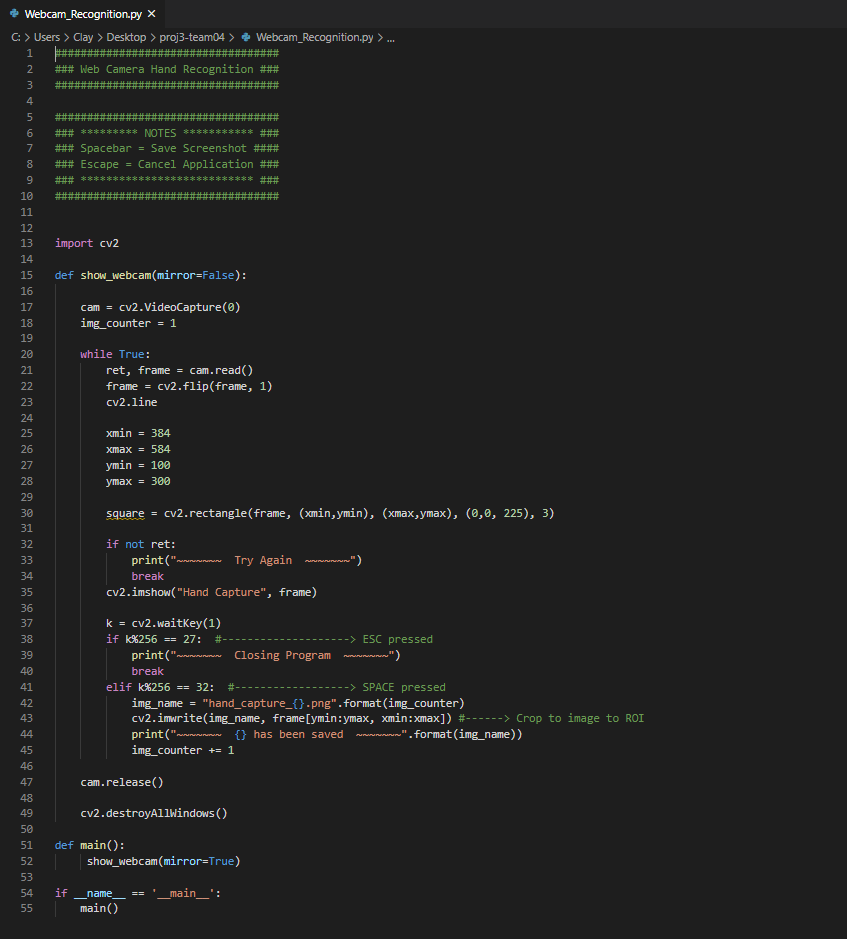 Webcam_Recognition.py ×
C: > Users > Clay > Desktop > proj3-team04 > Webcam_Recognition.py > ...
1 ###################################
2 ### Web Camera Hand Recognition ###
3 ###################################
4
5 ###################################
6 ### ********* NOTES *********** ###
7 ### Spacebar = Save Screenshot ####
8 ### Escape = Cancel Application ###
9 ### *************************** ###
10 ###################################
11
12
13 import cv2
14
15 def show_webcam(mirror=False):
16
17     cam = cv2.VideoCapture(0)
18     img_counter = 1
19
20     while True:
21         ret, frame = cam.read()
22         frame = cv2.flip(frame, 1)
23         cv2.line
24
25         xmin = 384
26         xmax = 584
27         ymin = 100
28         ymax = 300
29
30         square = cv2.rectangle(frame, (xmin,ymin), (xmax,ymax), (0,0, 225), 3)
31
32         if not ret:
33             print("~~~~~~~  Try Again  ~~~~~~~")
34             break
35         cv2.imshow("Hand Capture", frame)
36
37         k = cv2.waitKey(1)
38         if k%256 == 27:  #--------------------> ESC pressed
39             print("~~~~~~~  Closing Program  ~~~~~~~")
40             break
41         elif k%256 == 32:  #------------------> SPACE pressed
42             img_name = "hand_capture_{}.png".format(img_counter)
43             cv2.imwrite(img_name, frame[ymin:ymax, xmin:xmax]) #------> Crop to image to ROI
44             print("~~~~~~~  {} has been saved  ~~~~~~~".format(img_name))
45             img_counter += 1
46
47     cam.release()
48
49     cv2.destroyAllWindows()
50
51 def main():
52      show_webcam(mirror=True)
53
54 if __name__ == '__main__':
55     main()